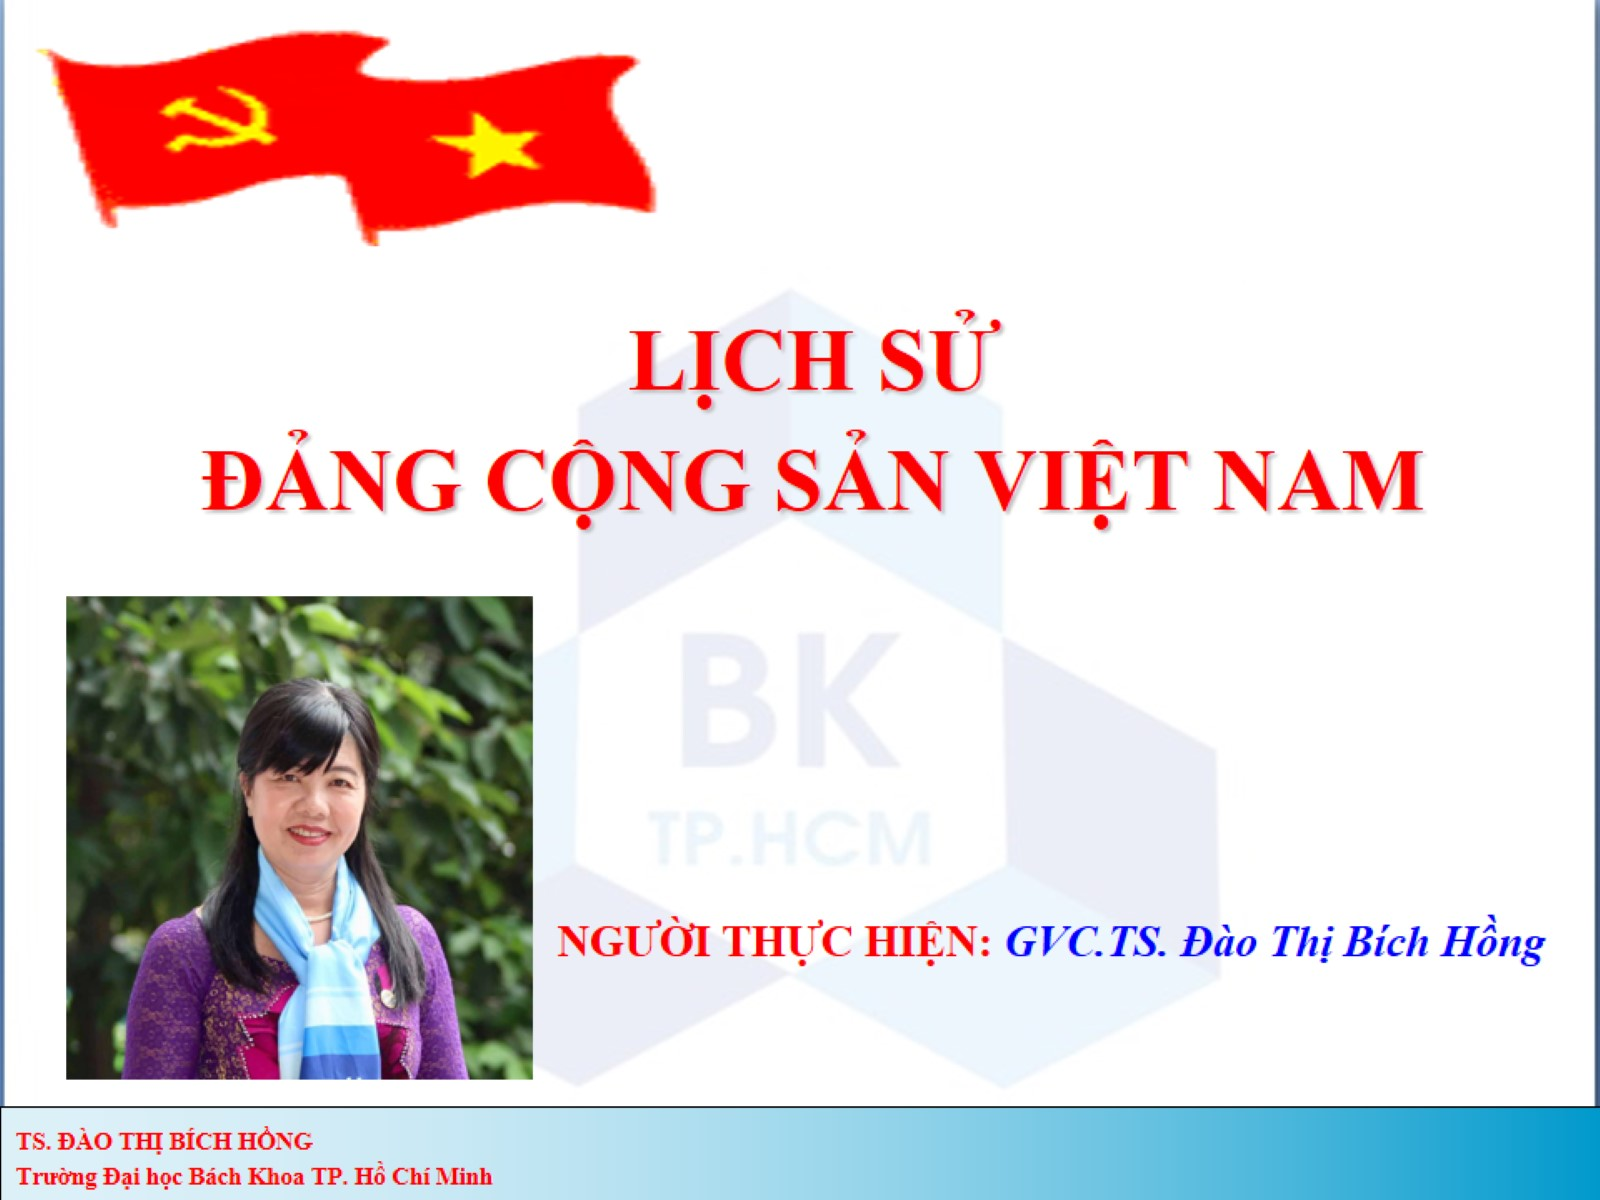 LỊCH SỬ
ĐẢNG CỘNG SẢN VIỆT NAM
BK
TP.HCM
NGƯỜI THỰC HIỆN: GVC.TS. Đào Thị Bích Hồng
TS. ĐÀO THỊ BÍCH HỒNG
Trường Đại học Bách Khoa TP. Hồ Chí Minh